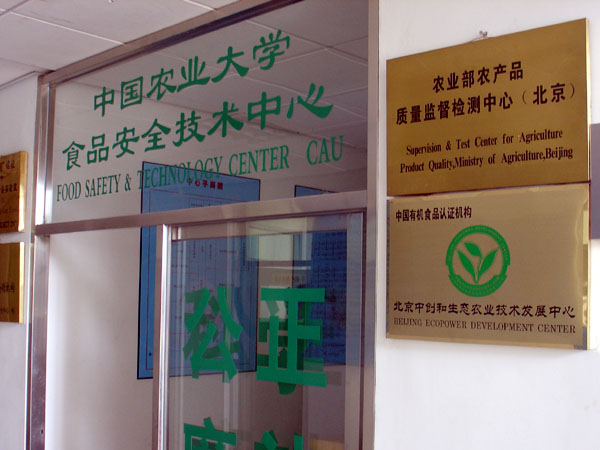 中国农业大学
食品安全技术中心
FOOD SAFETY & TECHNOLOGY CENTER CAU
农业部农产品
质量监督检测中心（北京）
Supervision & Test Center for Agriculture
Product Quality,Ministry of Agriculture,Beijing
中国有机食品认证机构
北京中创和生态农业技术发展中心
BEIJING ECOPOWER DEVELOPMENT CENTER
公正